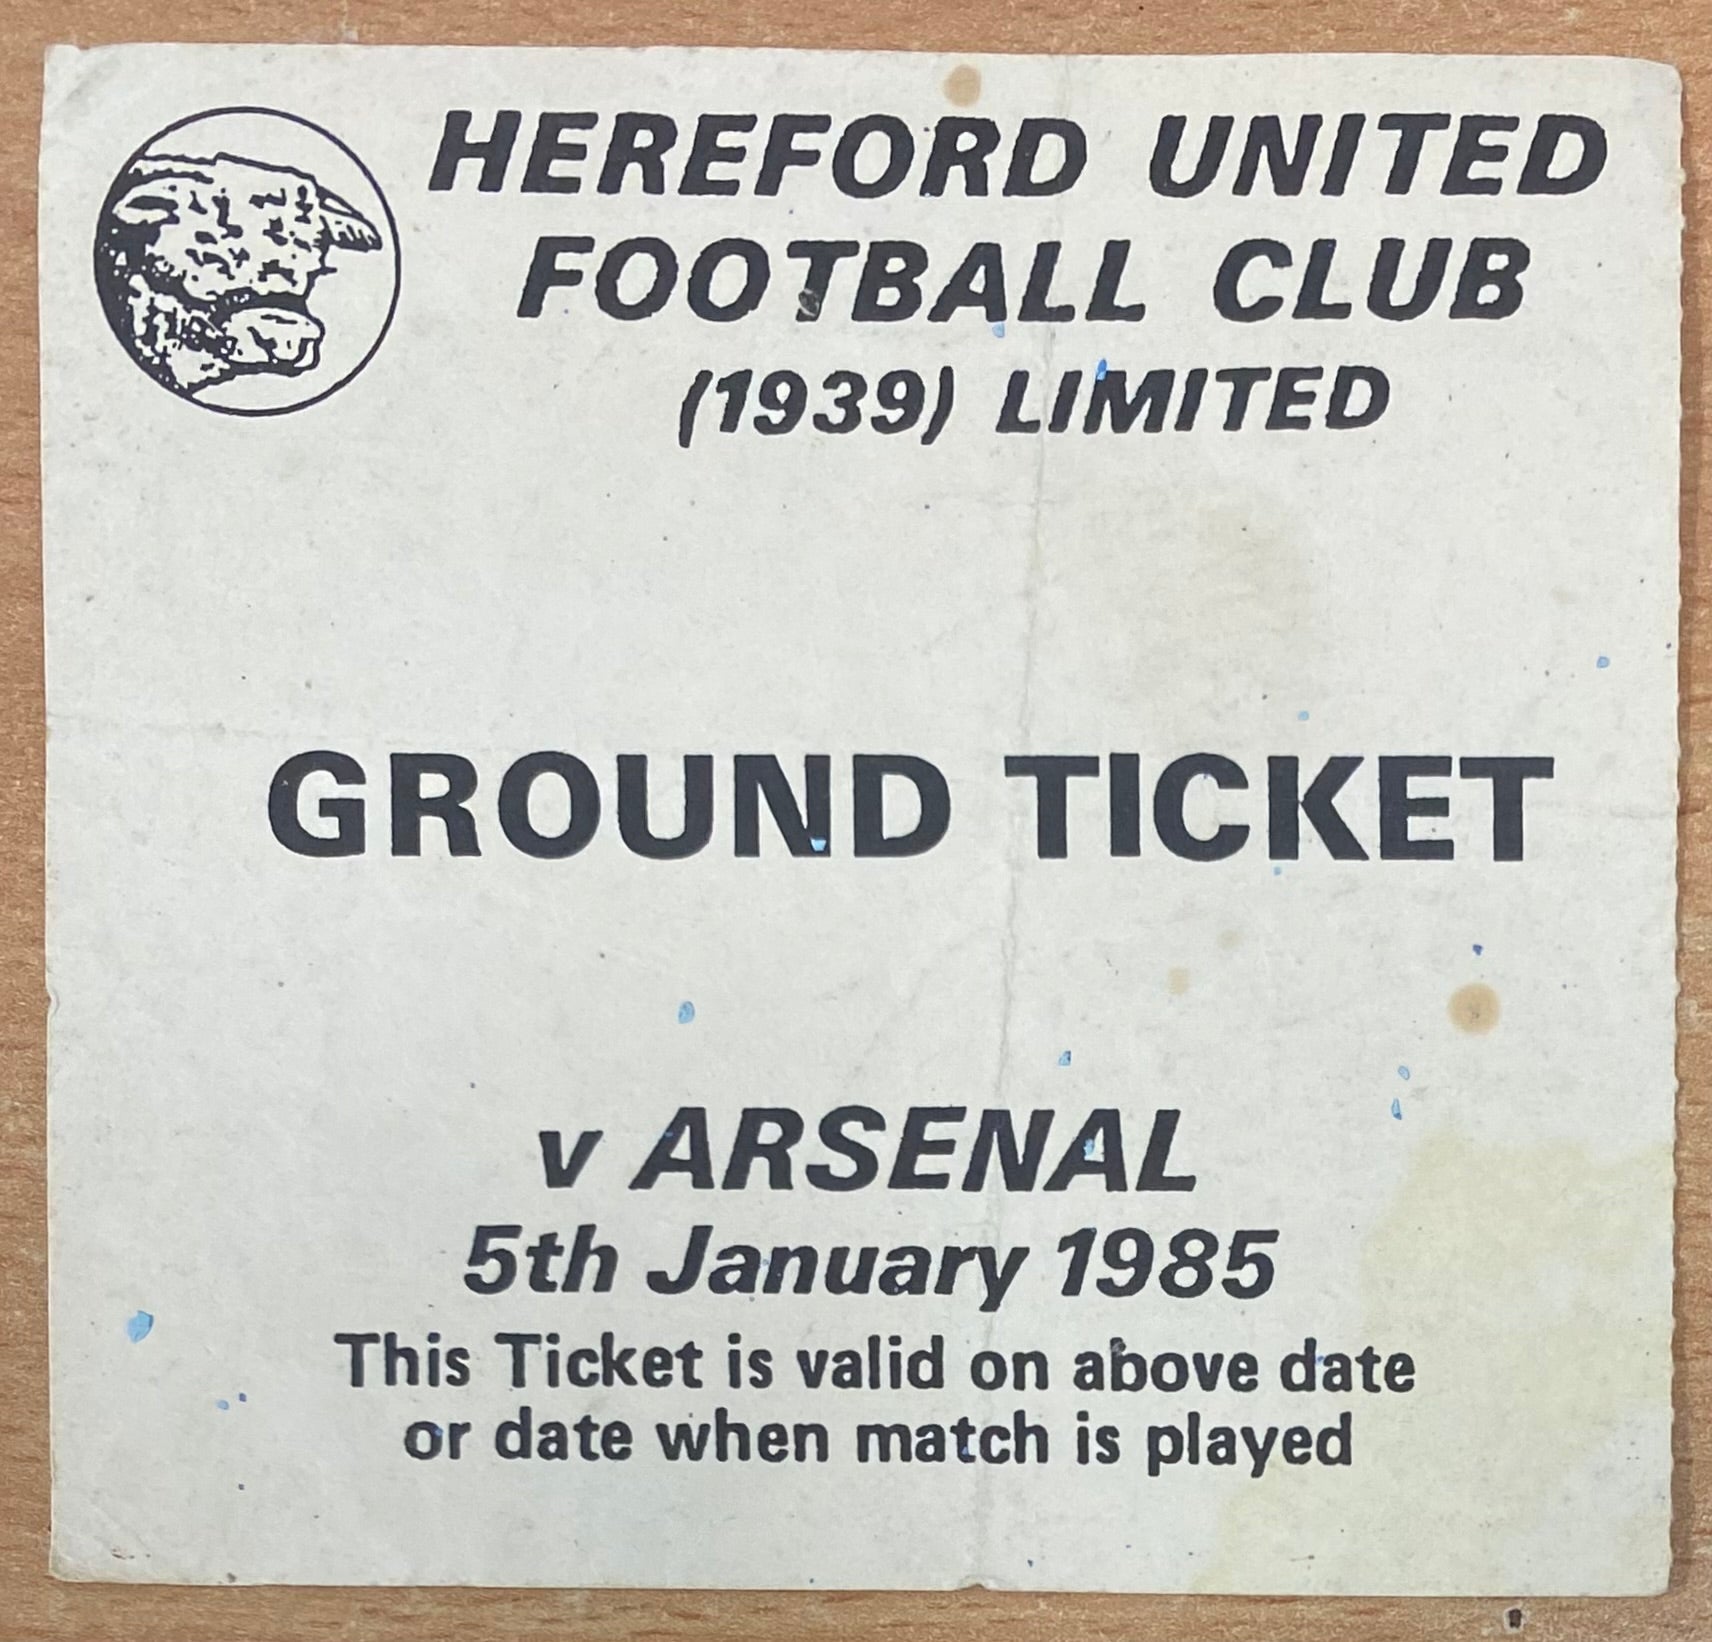 HEREFORD UNITED
FOOTBALL CLUB
(1939) LIMITED
GROUND TICKET
v ARSENAL
5th January 1985
This Ticket is valid on above date
or date when match is played